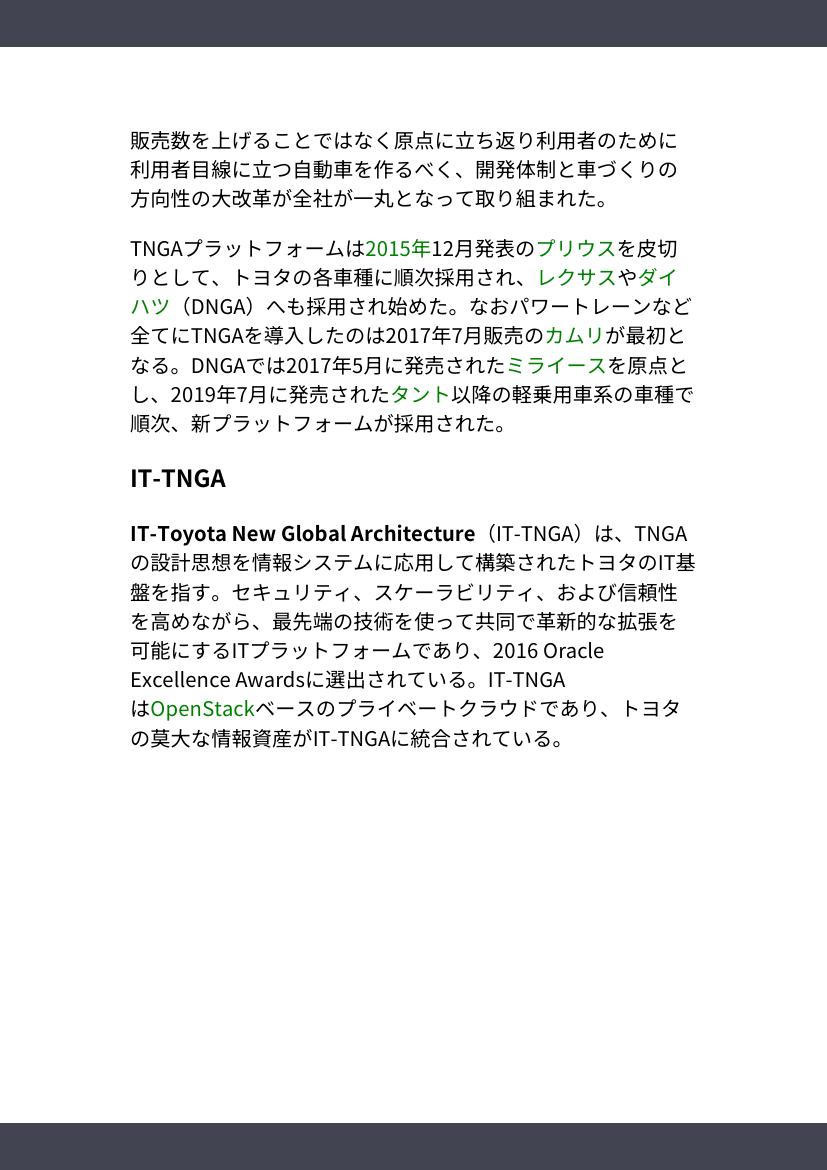 販売数を上げることではなく原点に立ち返り利用者のために
利用者目線に立つ自動車を作るべく、開発体制と車づくりの
方向性の大改革が全社が一丸となって取り組まれた。
TNGAプラットフォームは2015年12月発表のプリウスを皮切
りとして、トヨタの各車種に順次採用され、レクサスやダイ
ハツ（DNGA）へも採用され始めた。なおパワートレーンなど
全てにTNGAを導入したのは2017年7月販売のカムリが最初と
なる。DNGAでは2017年5月に発売されたミライースを原点と
し、2019年7月に発売されたタント以降の軽乗用車系の車種で
順次、新プラットフォームが採用された。
IT-TNGA
IT-Toyota New Global Architecture（IT-TNGA）は、TNGA
の設計思想を情報システムに応用して構築されたトヨタのIT基
盤を指す。セキュリティ、スケーラビリティ、および信頼性
を高めながら、最先端の技術を使って共同で革新的な拡張を
可能にするITプラットフォームであり、2016 Oracle
Excellence Awardsに選出されている。IT-TNGA
はOpenStackベースのプライベートクラウドであり、トヨタ
の莫大な情報資産がIT-TNGAに統合されている。